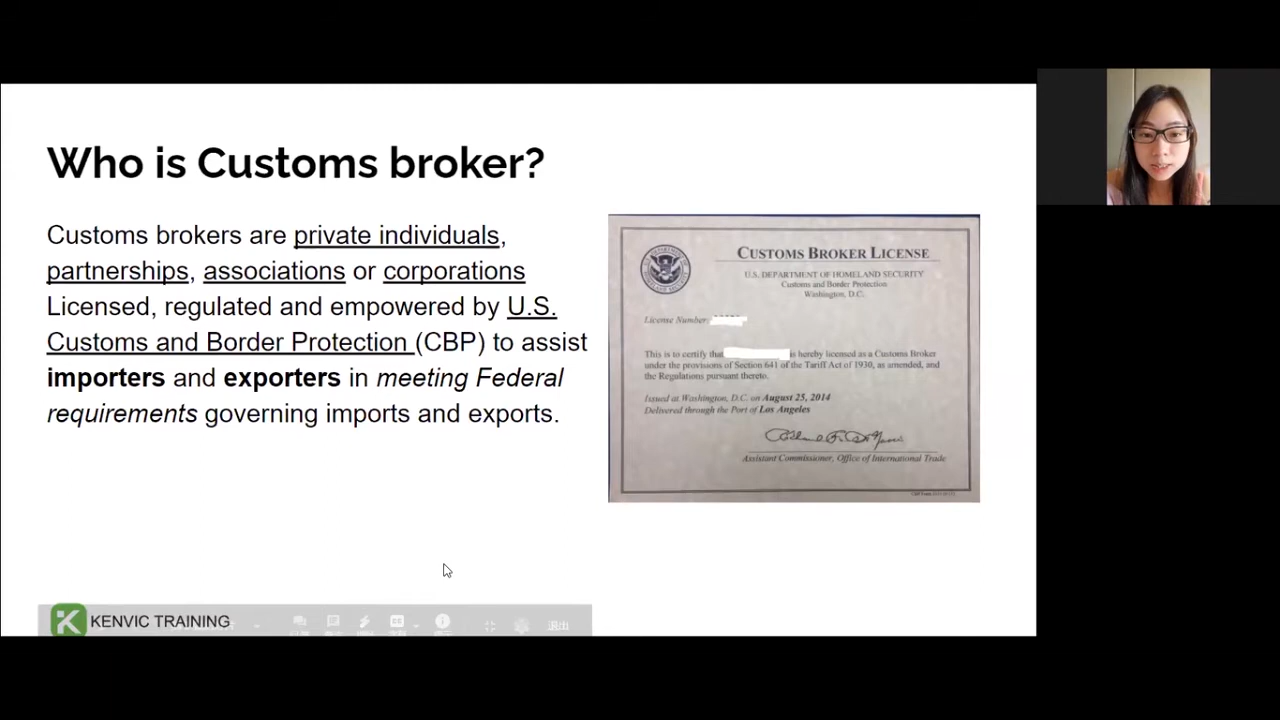 Who is Customs broker?
Customs brokers are private individuals,
partnerships, associations or corporations
Licensed, regulated and empowered by U.S.
Customs and Border Protection (CBP) to assist
importers and exporters in meeting Federal
requirements governing imports and exports.
CUSTOMS BROKER LICENSE
U.S. DEPARTMENT OF HOMELAND SECURITY
Customs and Border Protection
Washington, D.C.
License Number:
This is to certify that is hereby licensed as a Customs Broker
under the provisions of Section 641 of the Tariff Act of 1930, as amended, and
the Regulations pursuant thereto.
Issued at Washington, D.C. on August 25, 2014
Delivered through the Port of Los Angeles
Assistant Commissioner, Office of International Trade
KENVIC TRAINING